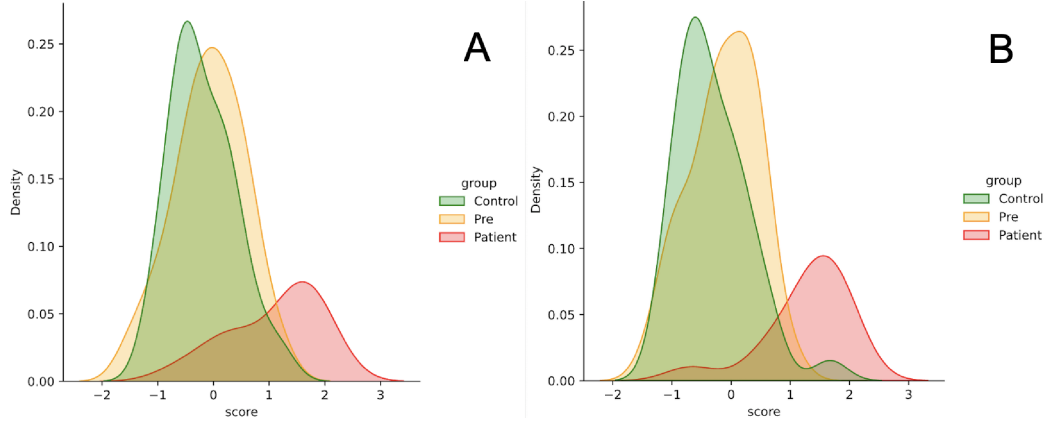 A
0.25
0.20
0.15
0.10
0.05
0.00
Density
−2 −1 0 1 2 3
score
group
Control
Pre
Patient
B
0.25
0.20
0.15
0.10
0.05
0.00
Density
−2 −1 0 1 2 3
score
group
Control
Pre
Patient